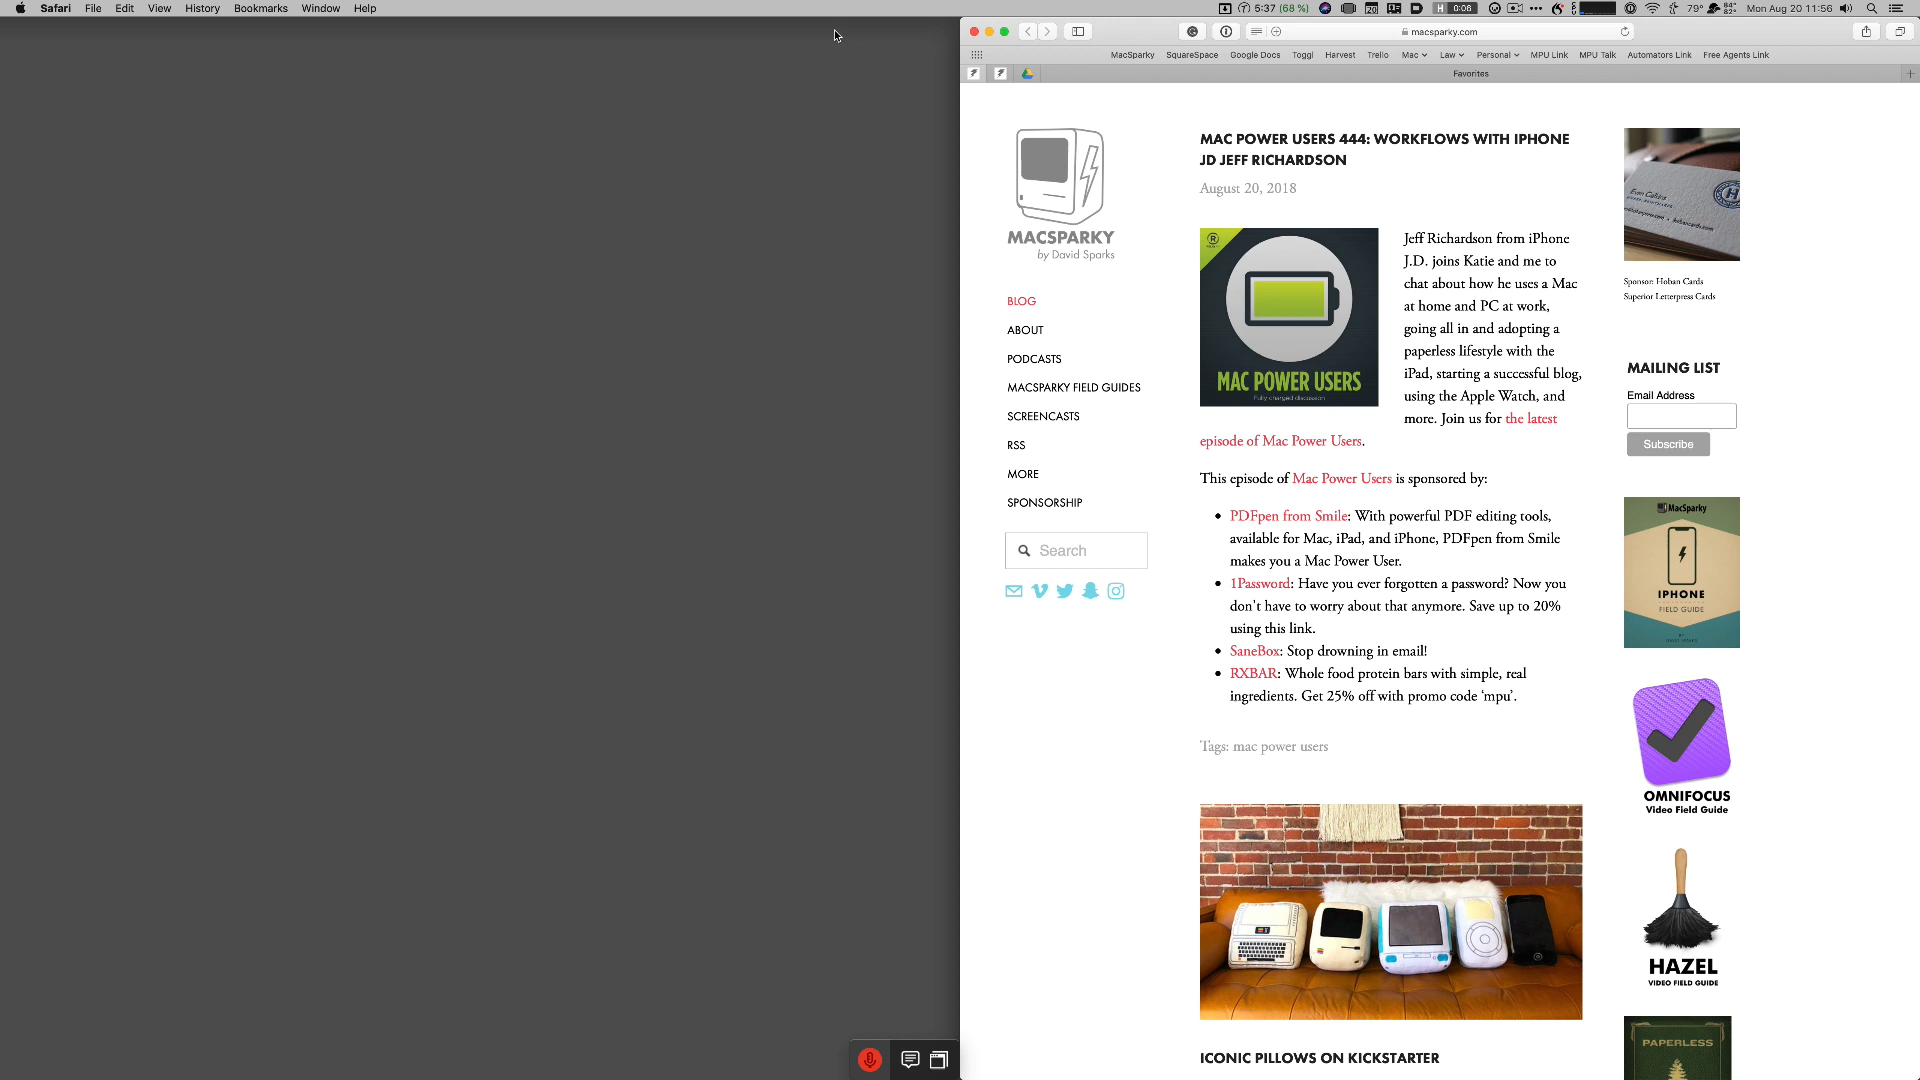 Safari File Edit View History Bookmarks Window Help
5:37 (68%)
20
H 0:06
79°
84°
82°
Mon Aug 20 11:56
macsparky.com
MacSparky SquareSpace Google Docs Toggl Harvest Trello Mac Law Personal MPU Link MPU Talk Automators Link Free Agents Link
Favorites
MACSPARKY
by David Sparks
BLOG
ABOUT
PODCASTS
MACSPARKY FIELD GUIDES
SCREENCASTS
RSS
MORE
SPONSORSHIP
Search
MAC POWER USERS 444: WORKFLOWS WITH IPHONE
JD JEFF RICHARDSON
August 20, 2018
R
MAC POWER USERS
Fully charged discussion
Jeff Richardson from iPhone
J.D. joins Katie and me to
chat about how he uses a Mac
at home and PC at work,
going all in and adopting a
paperless lifestyle with the
iPad, starting a successful blog,
using the Apple Watch, and
more. Join us for the latest
episode of Mac Power Users.
This episode of Mac Power Users is sponsored by:
PDFpen from Smile: With powerful PDF editing tools,
available for Mac, iPad, and iPhone, PDFpen from Smile
makes you a Mac Power User.
1Password: Have you ever forgotten a password? Now you
don't have to worry about that anymore. Save up to 20%
using this link.
SaneBox: Stop drowning in email!
RXBAR: Whole food protein bars with simple, real
ingredients. Get 25% off with promo code ‘mpu’.
Tags: mac power users
ICONIC PILLOWS ON KICKSTARTER
Evan Calkins
Sponsor: Hoban Cards
Superior Letterpress Cards
MAILING LIST
Email Address
Subscribe
MacSparky
IPHONE
FIELD GUIDE
BY
DAVID SPARKS
OMNIFOCUS
Video Field Guide
HAZEL
VIDEO FIELD GUIDE
PAPERLESS